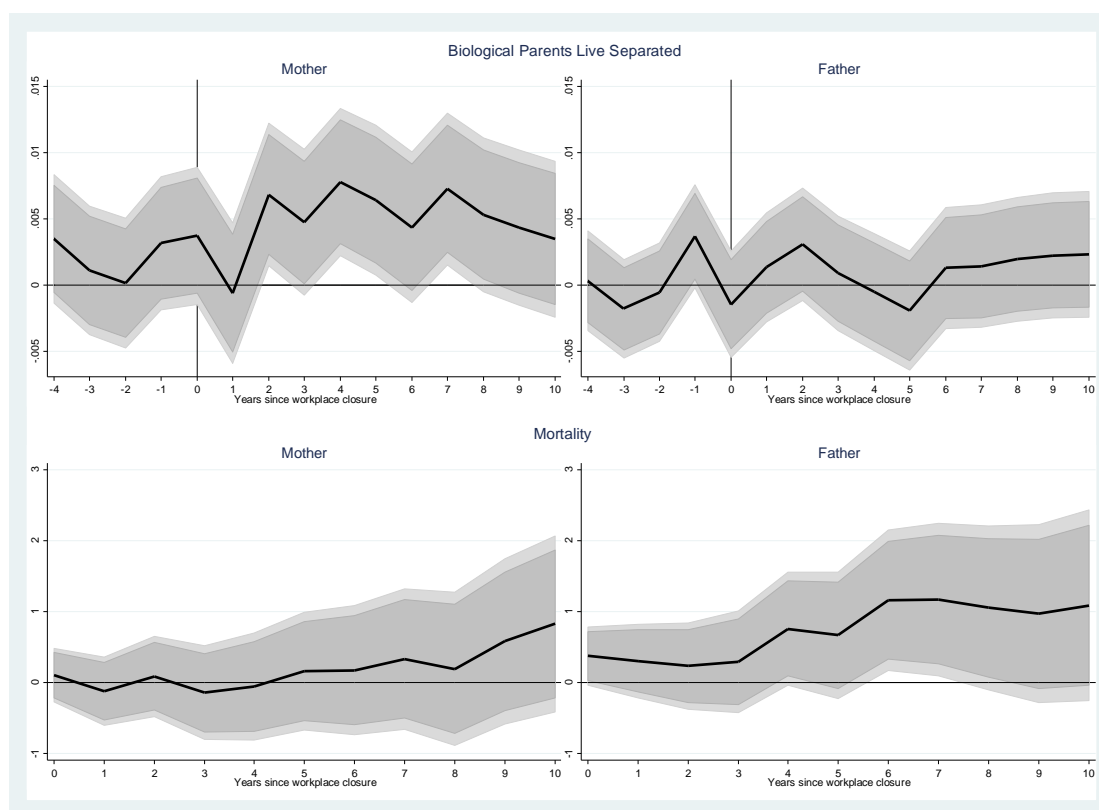 Biological Parents Live Separated
Mother
Father
.015
.01
.005
0
-.005
-4 -3 -2 -1 0 1 2 3 4 5 6 7 8 9 10
Years since workplace closure
.015
.01
.005
0
-.005
-4 -3 -2 -1 0 1 2 3 4 5 6 7 8 9 10
Years since workplace closure
Mortality
Mother
Father
3
2
1
0
-1
0 1 2 3 4 5 6 7 8 9 10
Years since workplace closure
3
2
1
0
-1
0 1 2 3 4 5 6 7 8 9 10
Years since workplace closure